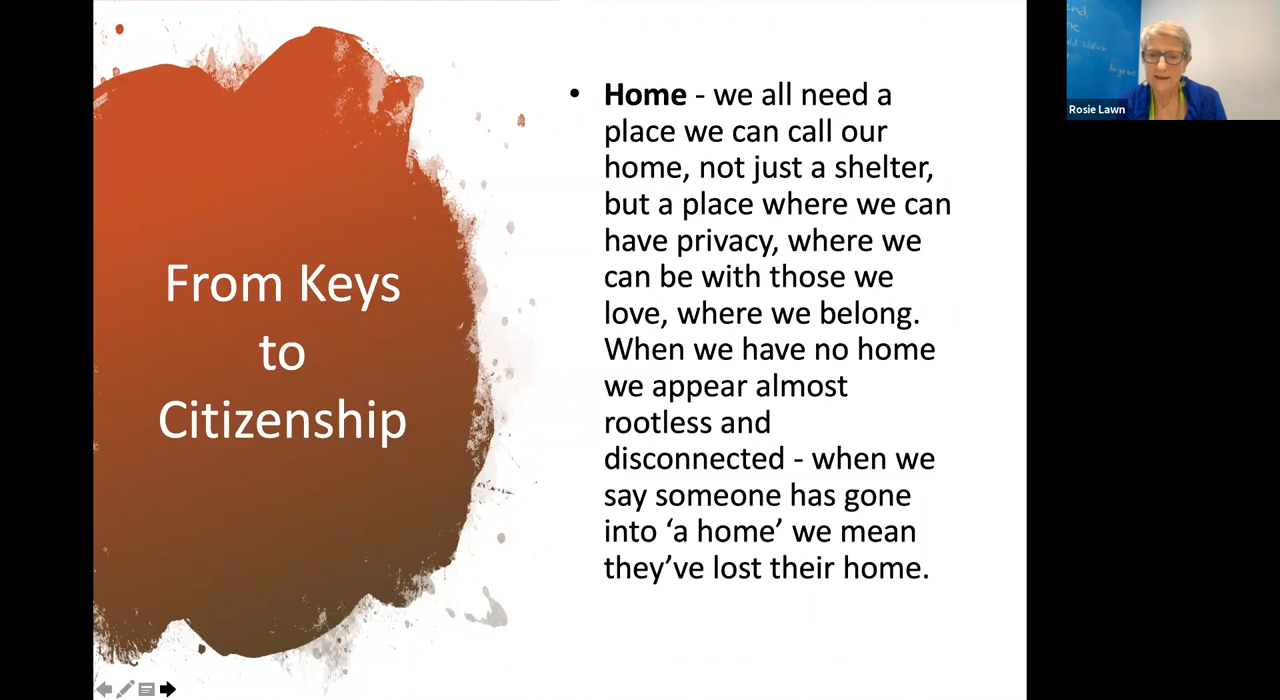 From Keys
to
Citizenship
• Home - we all need a
place we can call our
home, not just a shelter,
but a place where we can
have privacy, where we
can be with those we
love, where we belong.
When we have no home
we appear almost
rootless and
disconnected - when we
say someone has gone
into ‘a home’ we mean
they’ve lost their home.
Rosie Lawn